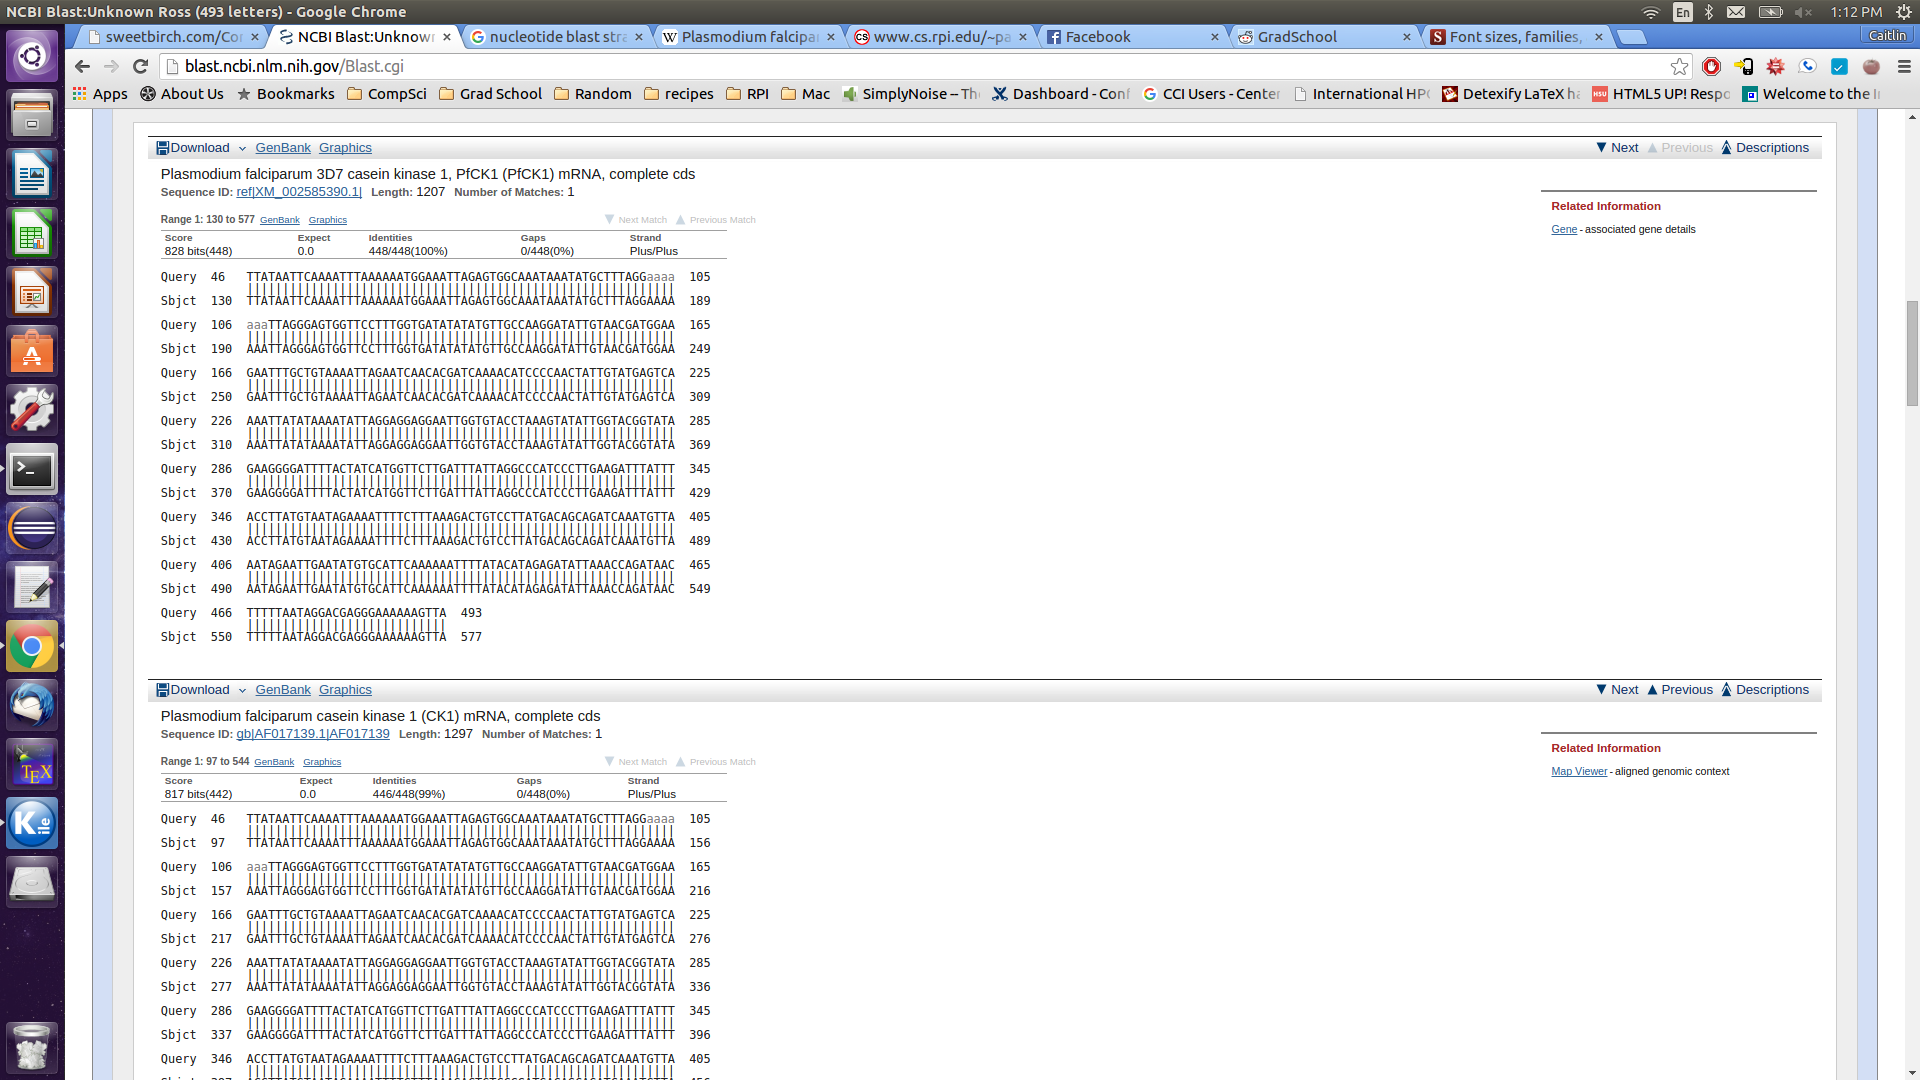 NCBI Blast:Unknown Ross (493 letters) - Google Chrome
En
1:12 PM
sweetbirch.com/Cor
NCBI Blast:Unknown
nucleotide blast stra
Plasmodium falcipar
www.cs.rpi.edu/~pa
Facebook
GradSchool
Font sizes, families,
Caitlin
blast.ncbi.nlm.nih.gov/Blast.cgi
Apps
About Us
Bookmarks
CompSci
Grad School
Random
recipes
RPI
Mac
SimplyNoise -- Th
Dashboard - Conf
CCI Users - Center
International HPC
Detexify LaTeX ha
HTML5 UP! Respo
Welcome to the I
Download GenBank Graphics
Next Previous Descriptions
Plasmodium falciparum 3D7 casein kinase 1, PfCK1 (PfCK1) mRNA, complete cds
Sequence ID: ref|XM_002585390.1| Length: 1207 Number of Matches: 1
Related Information
Gene - associated gene details
Range 1: 130 to 577 GenBank Graphics Next Match Previous Match
Score Expect Identities Gaps Strand
828 bits(448) 0.0 448/448(100%) 0/448(0%) Plus/Plus
Query 46 TTATAATTCAAAATTTAAAAAATGGAAATTAGAGTGGCAAATAAATATGCTTTAGGaaaa 105
Sbjct 130 TTATAATTCAAAATTTAAAAAATGGAAATTAGAGTGGCAAATAAATATGCTTTAGGAAAA 189
Query 106 aaaTTAGGGAGTGGTTCCTTTGGTGATATATATGTTGCCAAGGATATTGTAACGATGGAA 165
Sbjct 190 AAATTAGGGAGTGGTTCCTTTGGTGATATATATGTTGCCAAGGATATTGTAACGATGGAA 249
Query 166 GAATTTGCTGTAAAATTAGAATCAACACGATCAAAACATCCCCAACTATTGTATGAGTCA 225
Sbjct 250 GAATTTGCTGTAAAATTAGAATCAACACGATCAAAACATCCCCAACTATTGTATGAGTCA 309
Query 226 AAATTATATAAAATATTAGGAGGAGGAATTGGTGTACCTAAAGTATATTGGTACGGTATA 285
Sbjct 310 AAATTATATAAAATATTAGGAGGAGGAATTGGTGTACCTAAAGTATATTGGTACGGTATA 369
Query 286 GAAGGGGATTTTACTATCATGGTTCTTGATTTATTAGGCCCATCCCTTGAAGATTTATTT 345
Sbjct 370 GAAGGGGATTTTACTATCATGGTTCTTGATTTATTAGGCCCATCCCTTGAAGATTTATTT 429
Query 346 ACCTTATGTAATAGAAAATTTTCTTTAAAGACTGTCCTTATGACAGCAGATCAAATGTTA 405
Sbjct 430 ACCTTATGTAATAGAAAATTTTCTTTAAAGACTGTCCTTATGACAGCAGATCAAATGTTA 489
Query 406 AATAGAATTGAATATGTGCATTCAAAAAATTTTATACATAGAGATATTAAACCAGATAAC 465
Sbjct 490 AATAGAATTGAATATGTGCATTCAAAAAATTTTATACATAGAGATATTAAACCAGATAAC 549
Query 466 TTTTTAATAGGACGAGGGAAAAAAGTTA 493
Sbjct 550 TTTTTAATAGGACGAGGGAAAAAAGTTA 577
Download GenBank Graphics
Next Previous Descriptions
Plasmodium falciparum casein kinase 1 (CK1) mRNA, complete cds
Sequence ID: gb|AF017139.1|AF017139 Length: 1297 Number of Matches: 1
Related Information
Map Viewer - aligned genomic context
Range 1: 97 to 544 GenBank Graphics Next Match Previous Match
Score Expect Identities Gaps Strand
817 bits(442) 0.0 446/448(99%) 0/448(0%) Plus/Plus
Query 46 TTATAATTCAAAATTTAAAAAATGGAAATTAGAGTGGCAAATAAATATGCTTTAGGaaaa 105
Sbjct 97 TTATAATTCAAAATTTAAAAAATGGAAATTAGAGTGGCAAATAAATATGCTTTAGGAAAA 156
Query 106 aaaTTAGGGAGTGGTTCCTTTGGTGATATATATGTTGCCAAGGATATTGTAACGATGGAA 165
Sbjct 157 AAATTAGGGAGTGGTTCCTTTGGTGATATATATGTTGCCAAGGATATTGTAACGATGGAA 216
Query 166 GAATTTGCTGTAAAATTAGAATCAACACGATCAAAACATCCCCAACTATTGTATGAGTCA 225
Sbjct 217 GAATTTGCTGTAAAATTAGAATCAACACGATCAAAACATCCCCAACTATTGTATGAGTCA 276
Query 226 AAATTATATAAAATATTAGGAGGAGGAATTGGTGTACCTAAAGTATATTGGTACGGTATA 285
Sbjct 277 AAATTATATAAAATATTAGGAGGAGGAATTGGTGTACCTAAAGTATATTGGTACGGTATA 336
Query 286 GAAGGGGATTTTACTATCATGGTTCTTGATTTATTAGGCCCATCCCTTGAAGATTTATTT 345
Sbjct 337 GAAGGGGATTTTACTATCATGGTTCTTGATTTATTAGGCCCATCCCTTGAAGATTTATTT 396
Query 346 ACCTTATGTAATAGAAAATTTTCTTTAAAGACTGTCCTTATGACAGCAGATCAAATGTTA 405